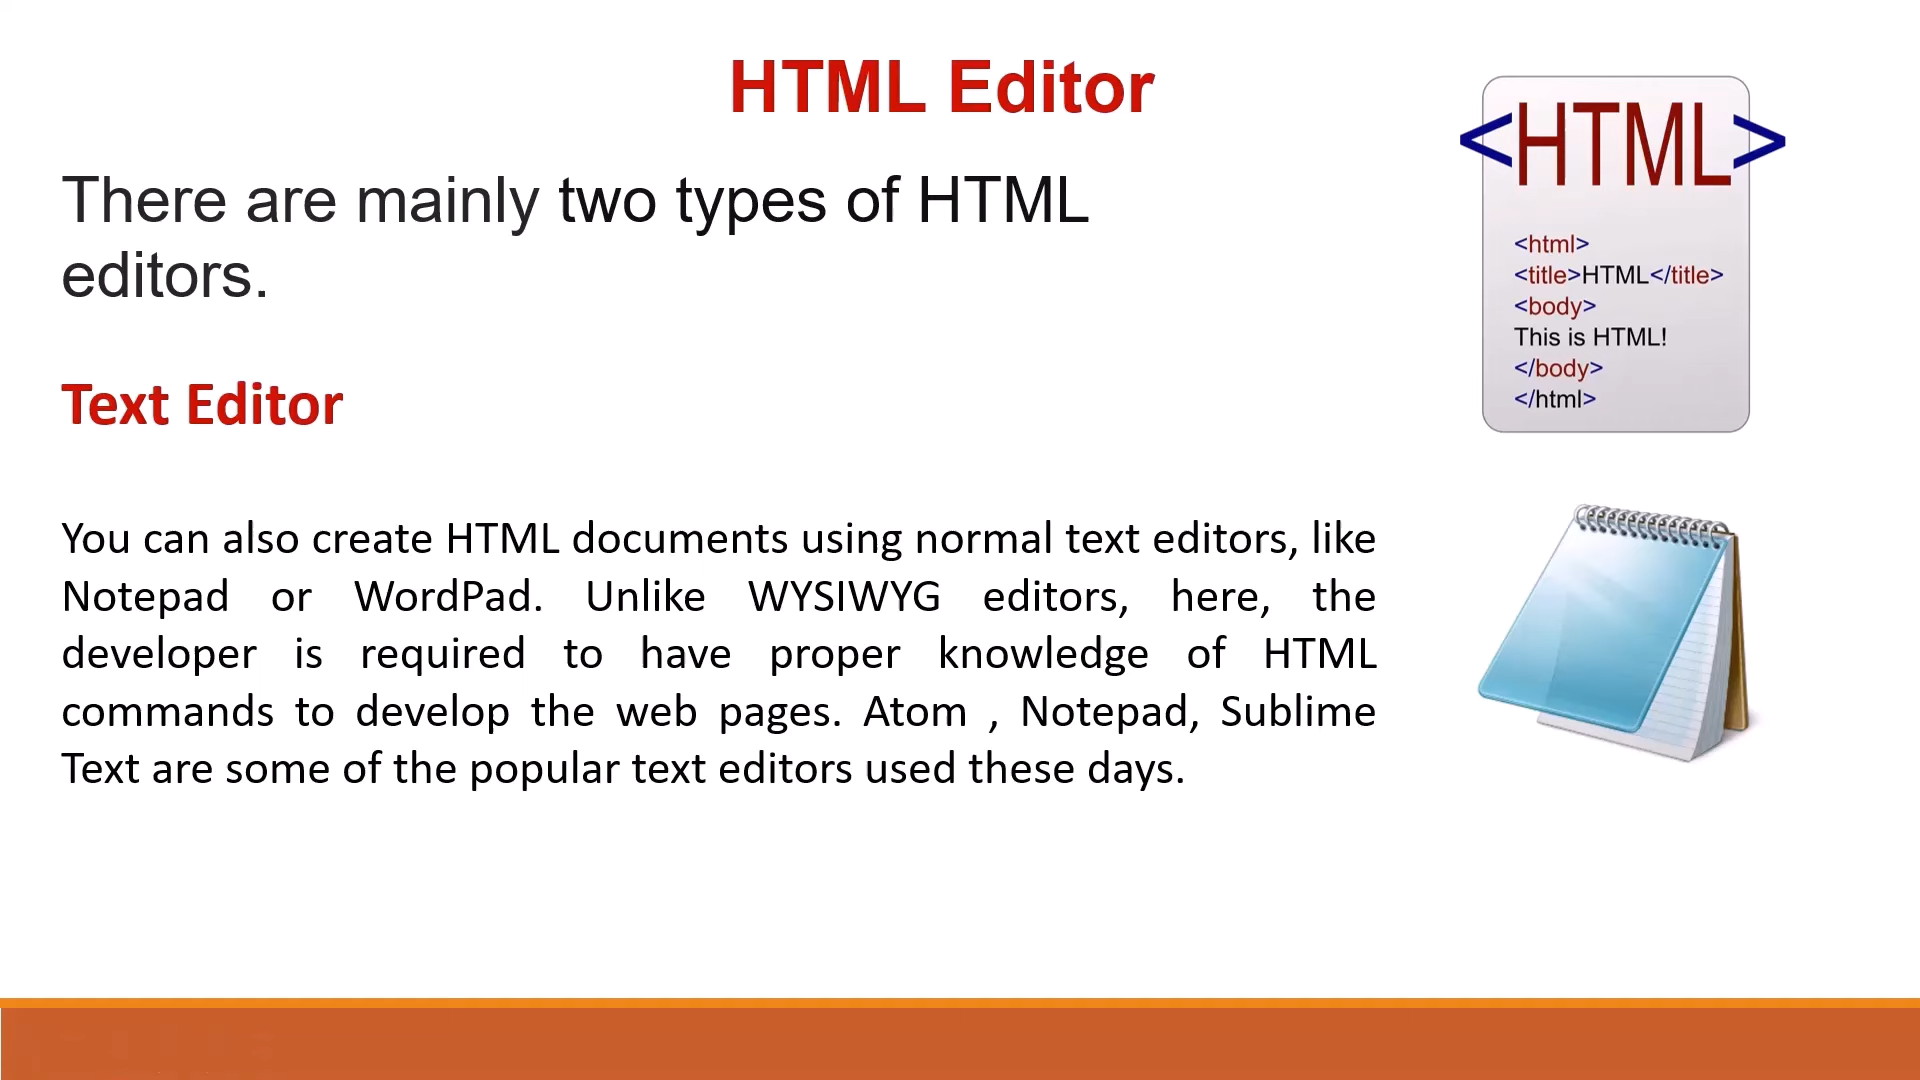 HTML Editor
There are mainly two types of HTML
editors.
Text Editor
You can also create HTML documents using normal text editors, like
Notepad or WordPad. Unlike WYSIWYG editors, here, the
developer is required to have proper knowledge of HTML
commands to develop the web pages. Atom , Notepad, Sublime
Text are some of the popular text editors used these days.
<HTML>
<html>
<title>HTML</title>
<body>
This is HTML!
</body>
</html>